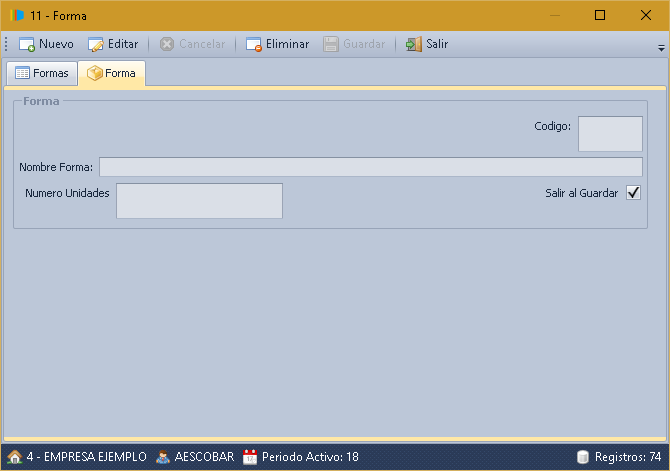 11 - Forma
Nuevo Editar Cancelar Eliminar Guardar Salir
Formas Forma
Forma
Codigo:
Nombre Forma:
Numero Unidades Salir al Guardar
4 - EMPRESA EJEMPLO AESCOBAR 12 Periodo Activo: 18 Registros: 74